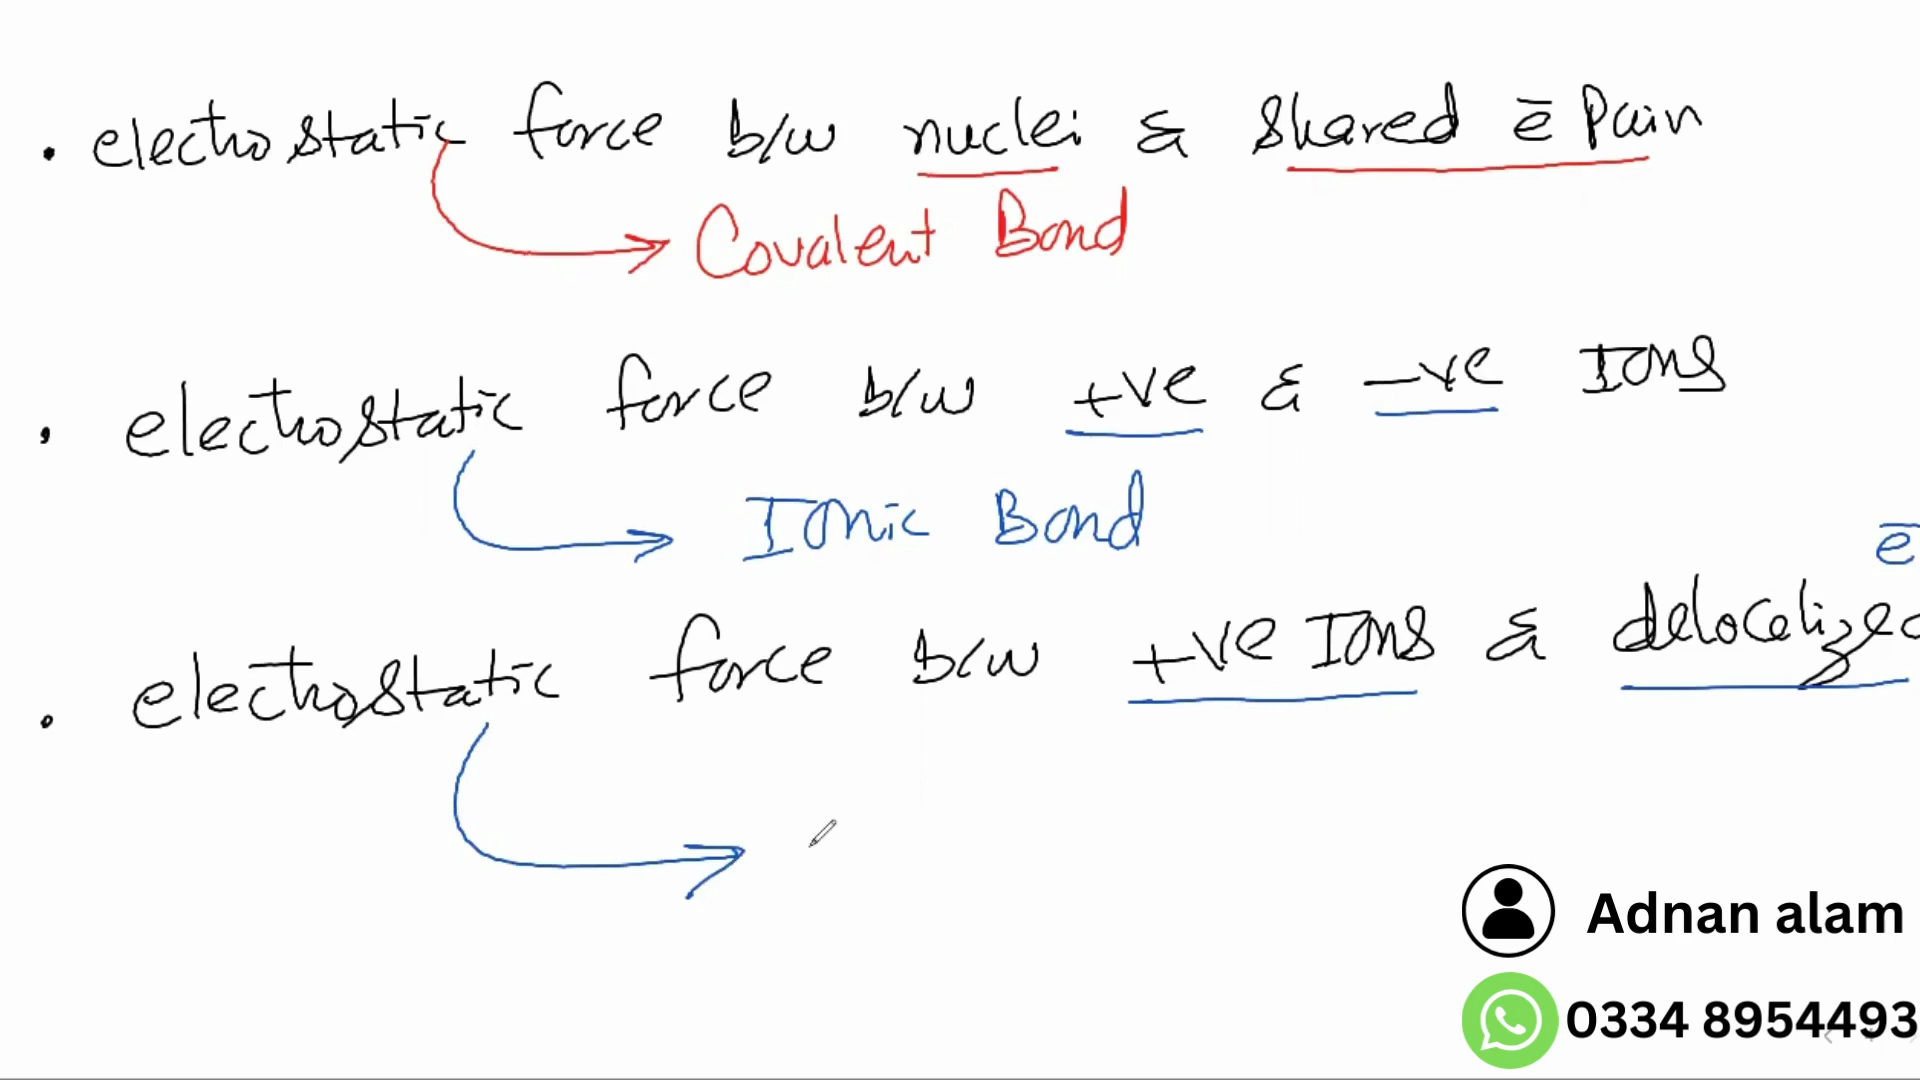 • electrostatic force b/w nuclei & shared ē Pair
Covalent Bond
• electrostatic force b/w +ve & -ve Ions
Ionic Bond
ē
• electrostatic force b/w +ve Ions & delocalized
Adnan alam
0334 8954493